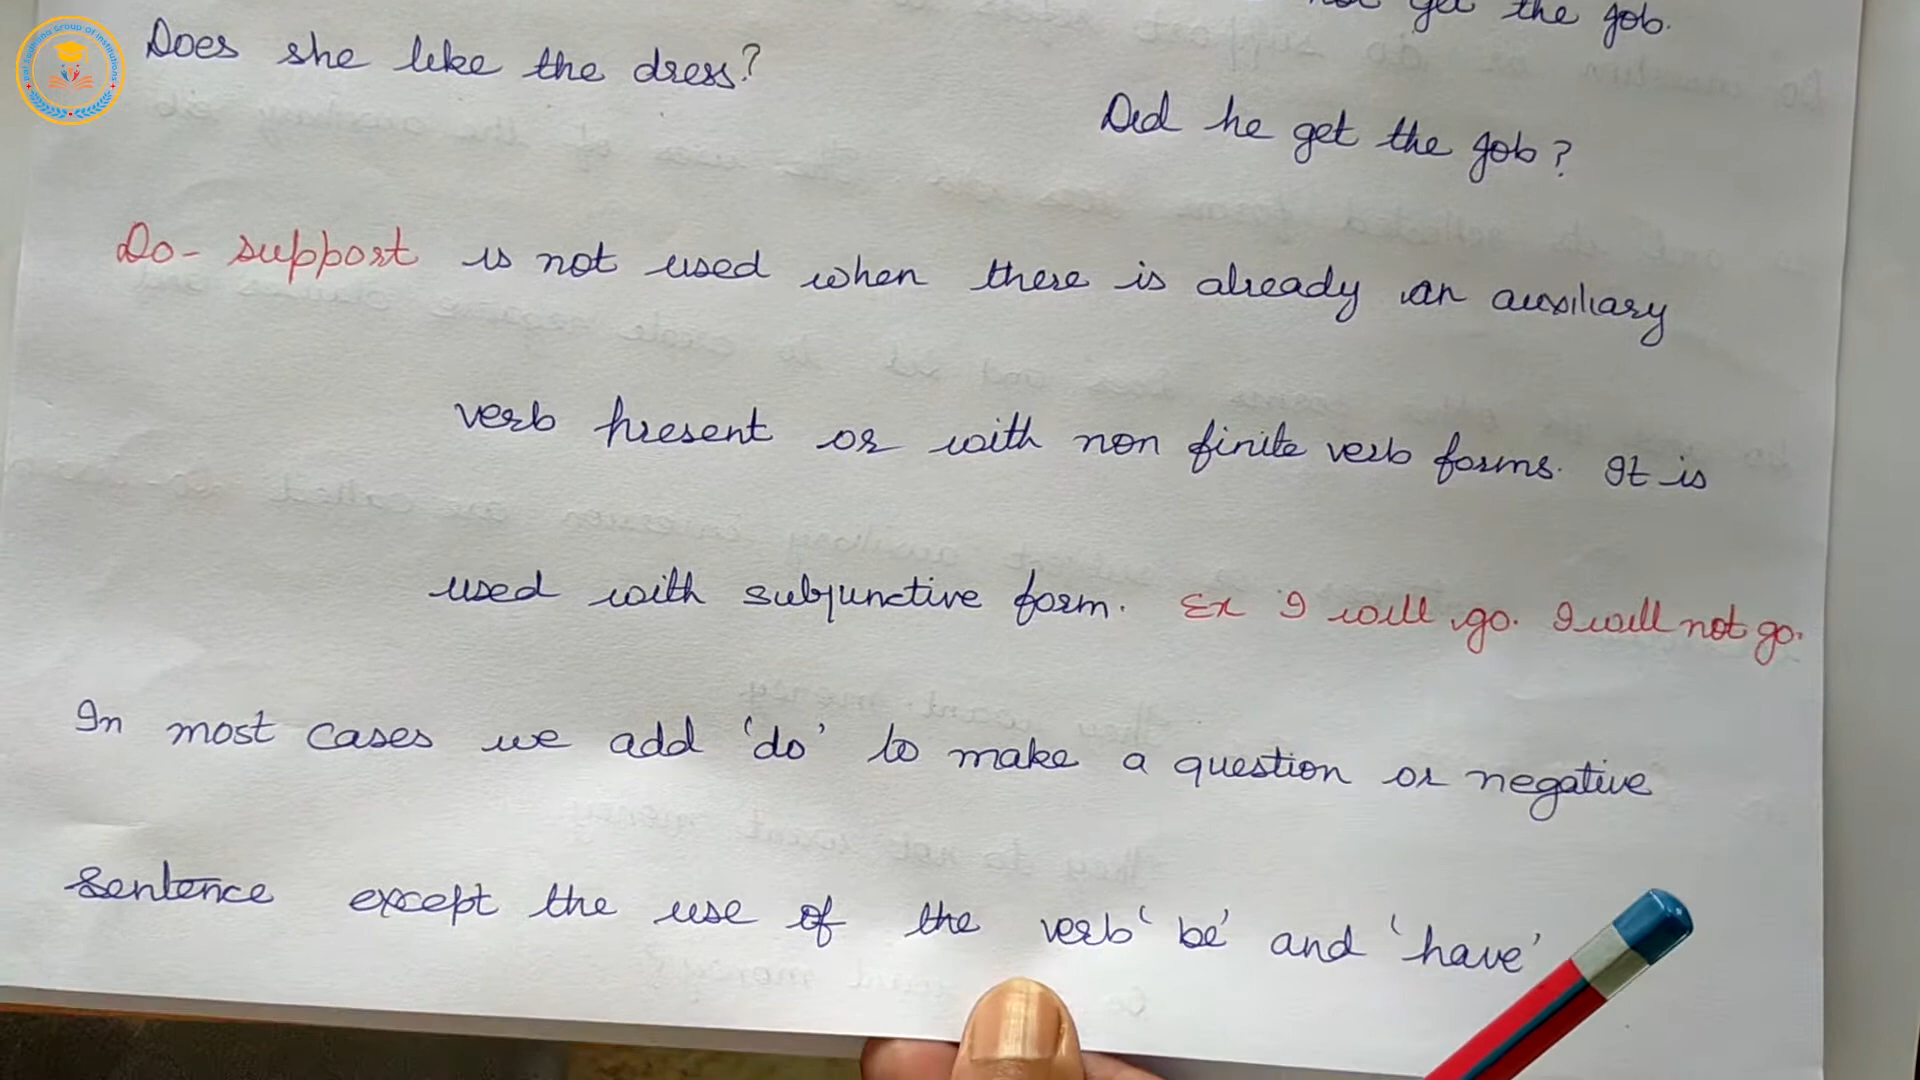 get the job.
Does she like the dress?
Did he get the job?
Do-support is not used when there is already an auxiliary
verb present or with non finite verb forms. It is
used with subjunctive form. Ex I will go. I will not go.
In most cases we add 'do' to make a question or negative
sentence except the use of the verb 'be' and 'have'